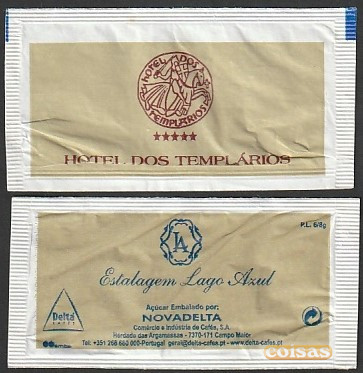 HOTEL DOS
TEMPLÁRIOS
★★★★★
HOTEL DOS TEMPLÁRIOS
LA
P.L. 6/8g
Estalagem Lago Azul
Açúcar Embalado por:
NOVADELTA
Comércio e Indústria de Cafés, S.A.
Herdade das Argamassas - 7370-171 Campo Maior
Tel. +351 268 680 000-Portugal geral@delta-cafes.pt - www.delta-cafes.pt
Delta
CAFÉS
coisas